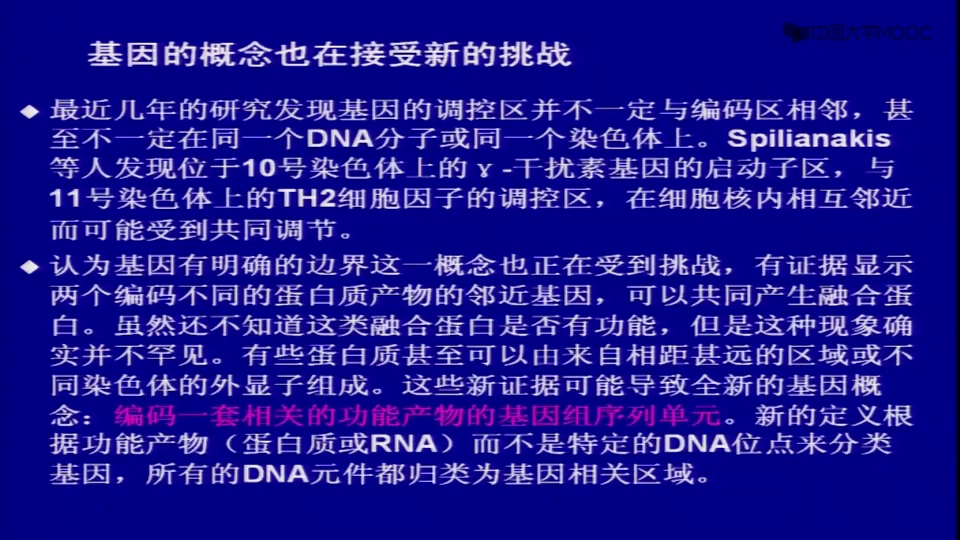 中国大学MOOC
基因的概念也在接受新的挑战
◆ 最近几年的研究发现基因的调控区并不一定与编码区相邻，甚
至不一定在同一个DNA分子或同一个染色体上。Spilianakis
等人发现位于10号染色体上的γ-干扰素基因的启动子区，与
11号染色体上的TH2细胞因子的调控区，在细胞核内相互邻近
而可能受到共同调节。
◆ 认为基因有明确的边界这一概念也正在受到挑战，有证据显示
两个编码不同的蛋白质产物的邻近基因，可以共同产生融合蛋
白。虽然还不知道这类融合蛋白是否有功能，但是这种现象确
实并不罕见。有些蛋白质甚至可以由来自相距甚远的区域或不
同染色体的外显子组成。这些新证据可能导致全新的基因概
念：编码一套相关的功能产物的基因组序列单元。新的定义根
据功能产物（蛋白质或RNA）而不是特定的DNA位点来分类
基因，所有的DNA元件都归类为基因相关区域。